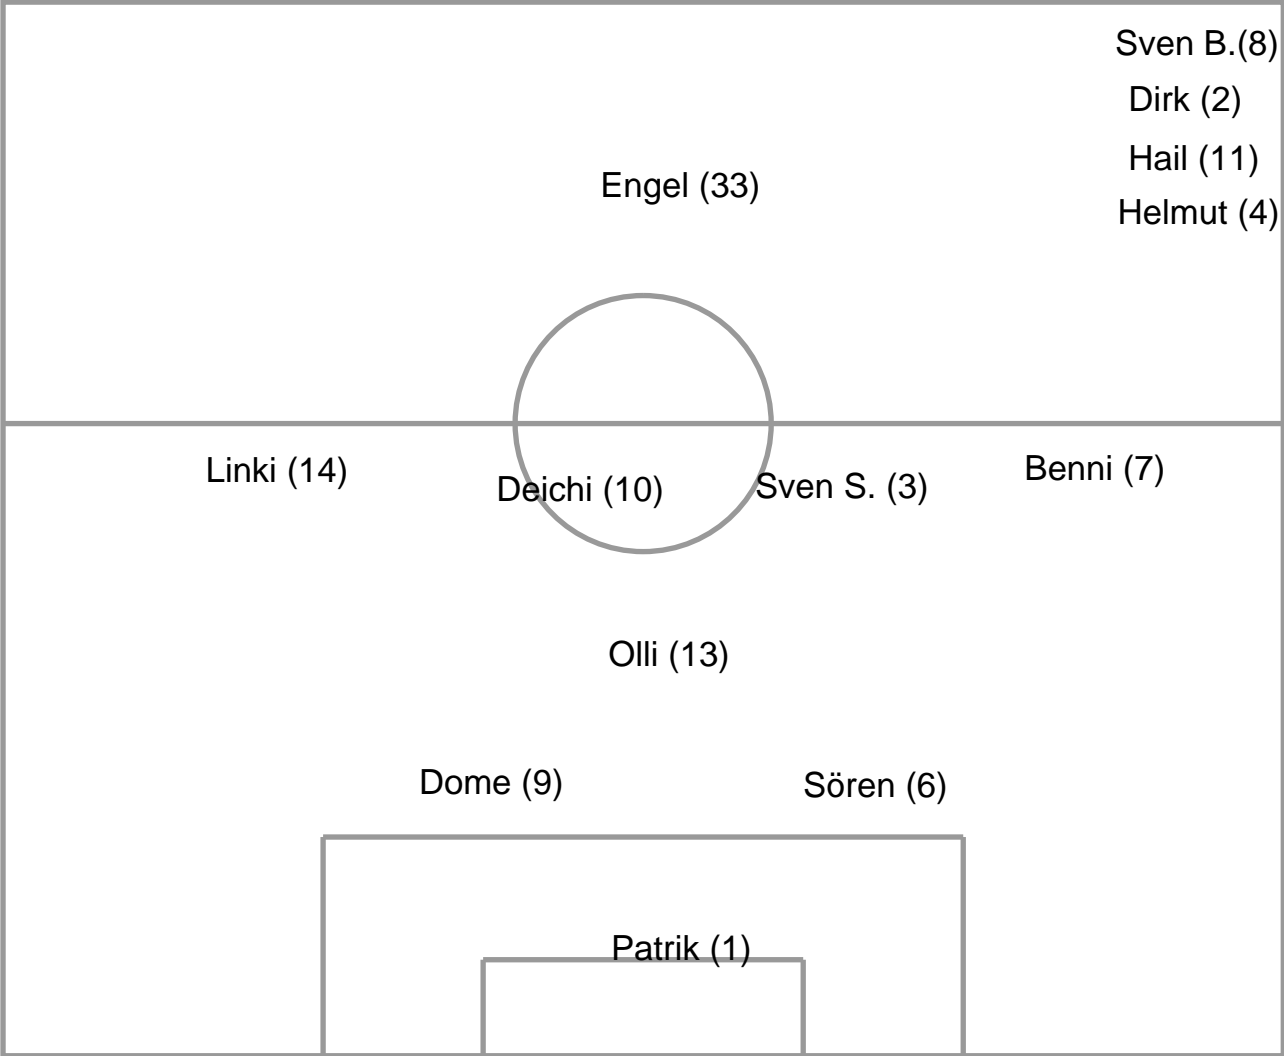 Sven B.(8)
Dirk (2)
Hail (11)
Engel (33)
Helmut (4)
Linki (14)
Deichi (10)
Sven S. (3)
Benni (7)
Olli (13)
Dome (9)
Sören (6)
Patrik (1)